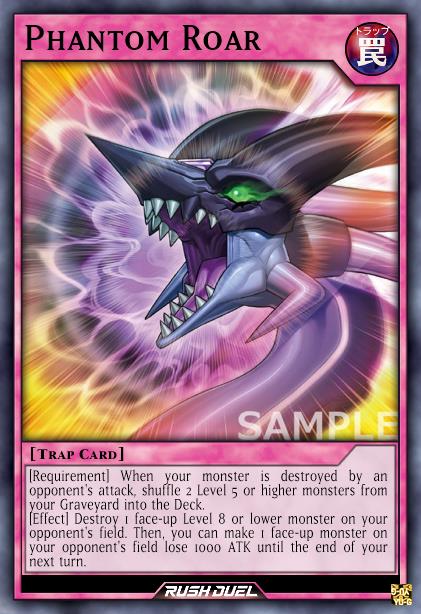 PHANTOM ROAR
トラップ
罠
SAMPLE
[TRAP CARD]
[Requirement] When your monster is destroyed by an
opponent's attack, shuffle 2 Level 5 or higher monsters from
your Graveyard into the Deck.
[Effect] Destroy 1 face-up Level 8 or lower monster on your
opponent's field. Then, you can make 1 face-up monster on
your opponent's field lose 1000 ATK until the end of your
next turn.
RUSH DUEL